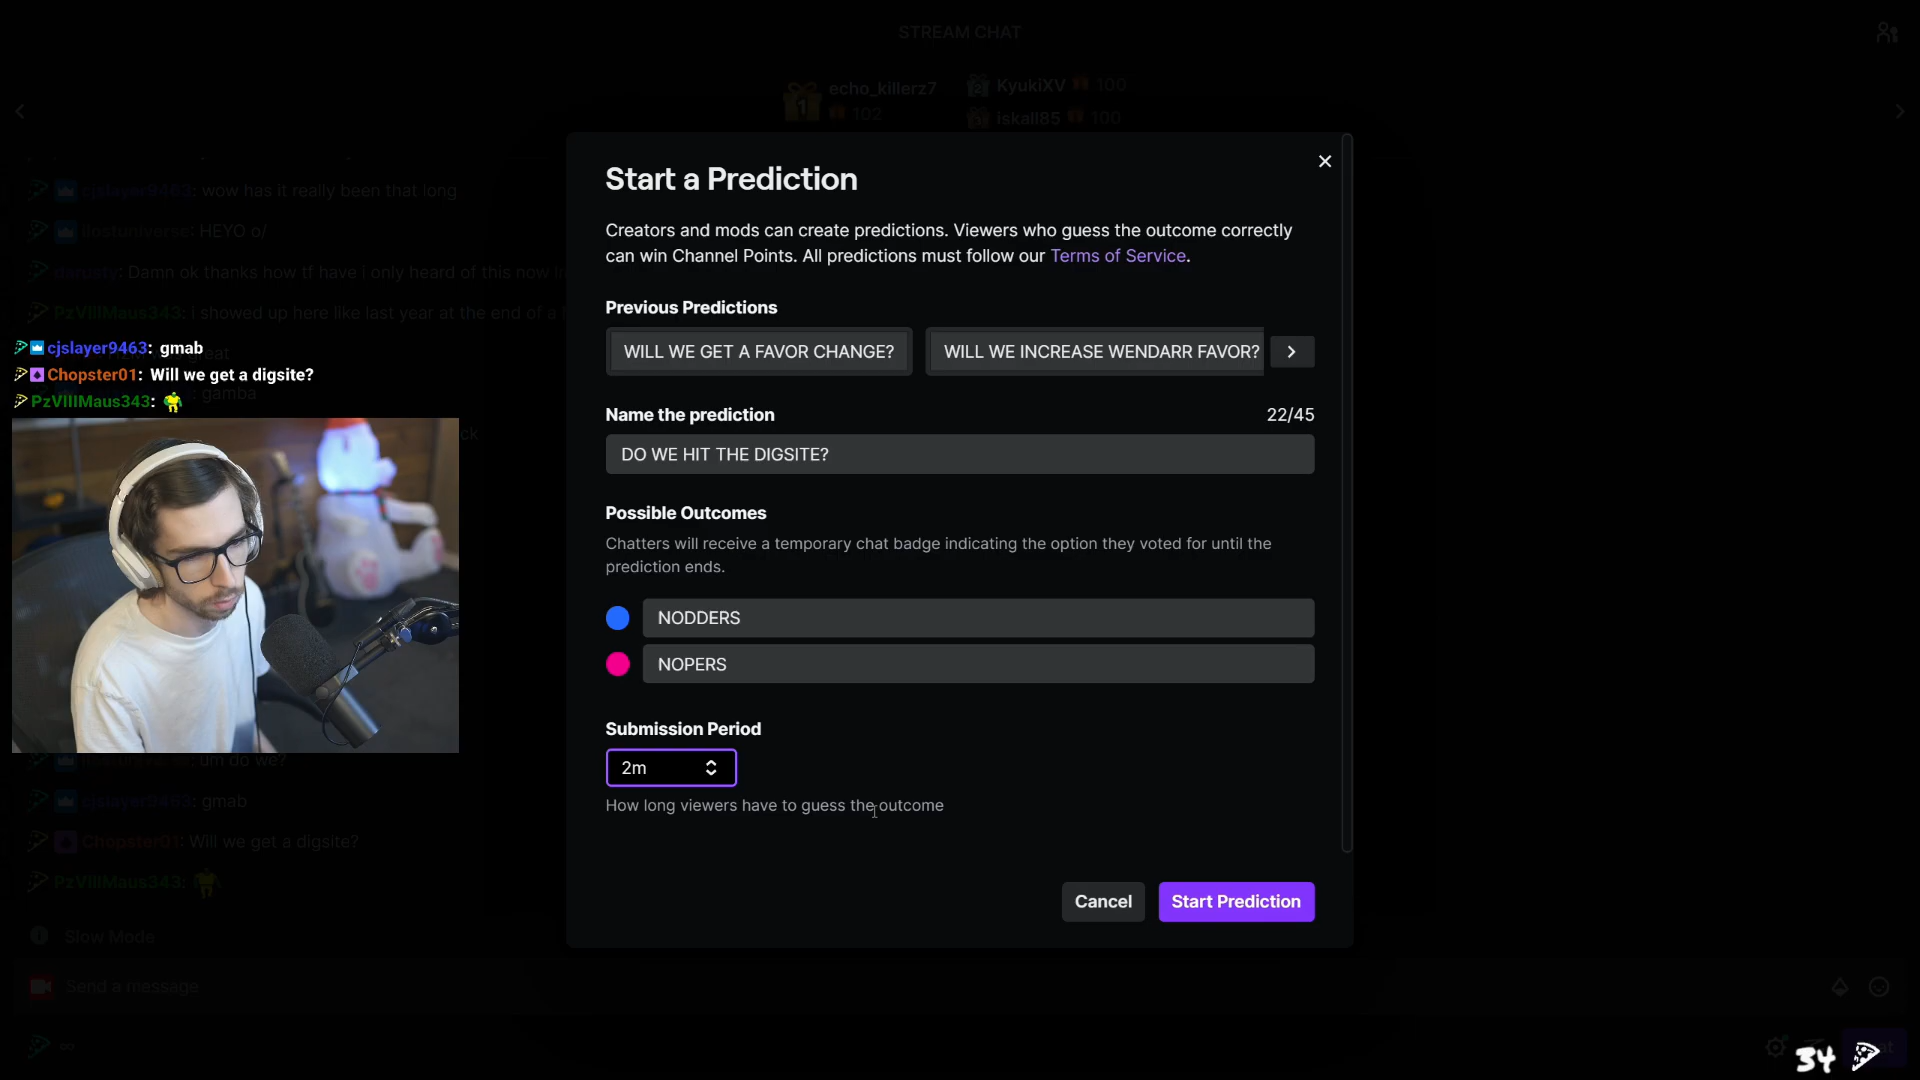 STREAM CHAT
echo_killerz7
102
KyukiXV 100
iskall85 100
cjslayer9463: wow has it really been that long
llostuniverse: HEYO o/
darusty: Damn ok thanks how tf have I only heard of this now
PzVIIIMaus343: I showed up here like last year at the end of a
cjslayer9463: gmab
Chopster01: Will we get a digsite?
PzVIIIMaus343:
gamba
Start a Prediction
Creators and mods can create predictions. Viewers who guess the outcome correctly
can win Channel Points. All predictions must follow our Terms of Service.
Previous Predictions
WILL WE GET A FAVOR CHANGE?
WILL WE INCREASE WENDARR FAVOR?
Name the prediction
22/45
DO WE HIT THE DIGSITE?
Possible Outcomes
Chatters will receive a temporary chat badge indicating the option they voted for until the
prediction ends.
NODDERS
NOPERS
Submission Period
2m
How long viewers have to guess the outcome
Cancel
Start Prediction
um do we?
cjslayer9463: gmab
Chopster01: Will we get a digsite?
PzVIIIMaus343:
Slow Mode
Send a message
34